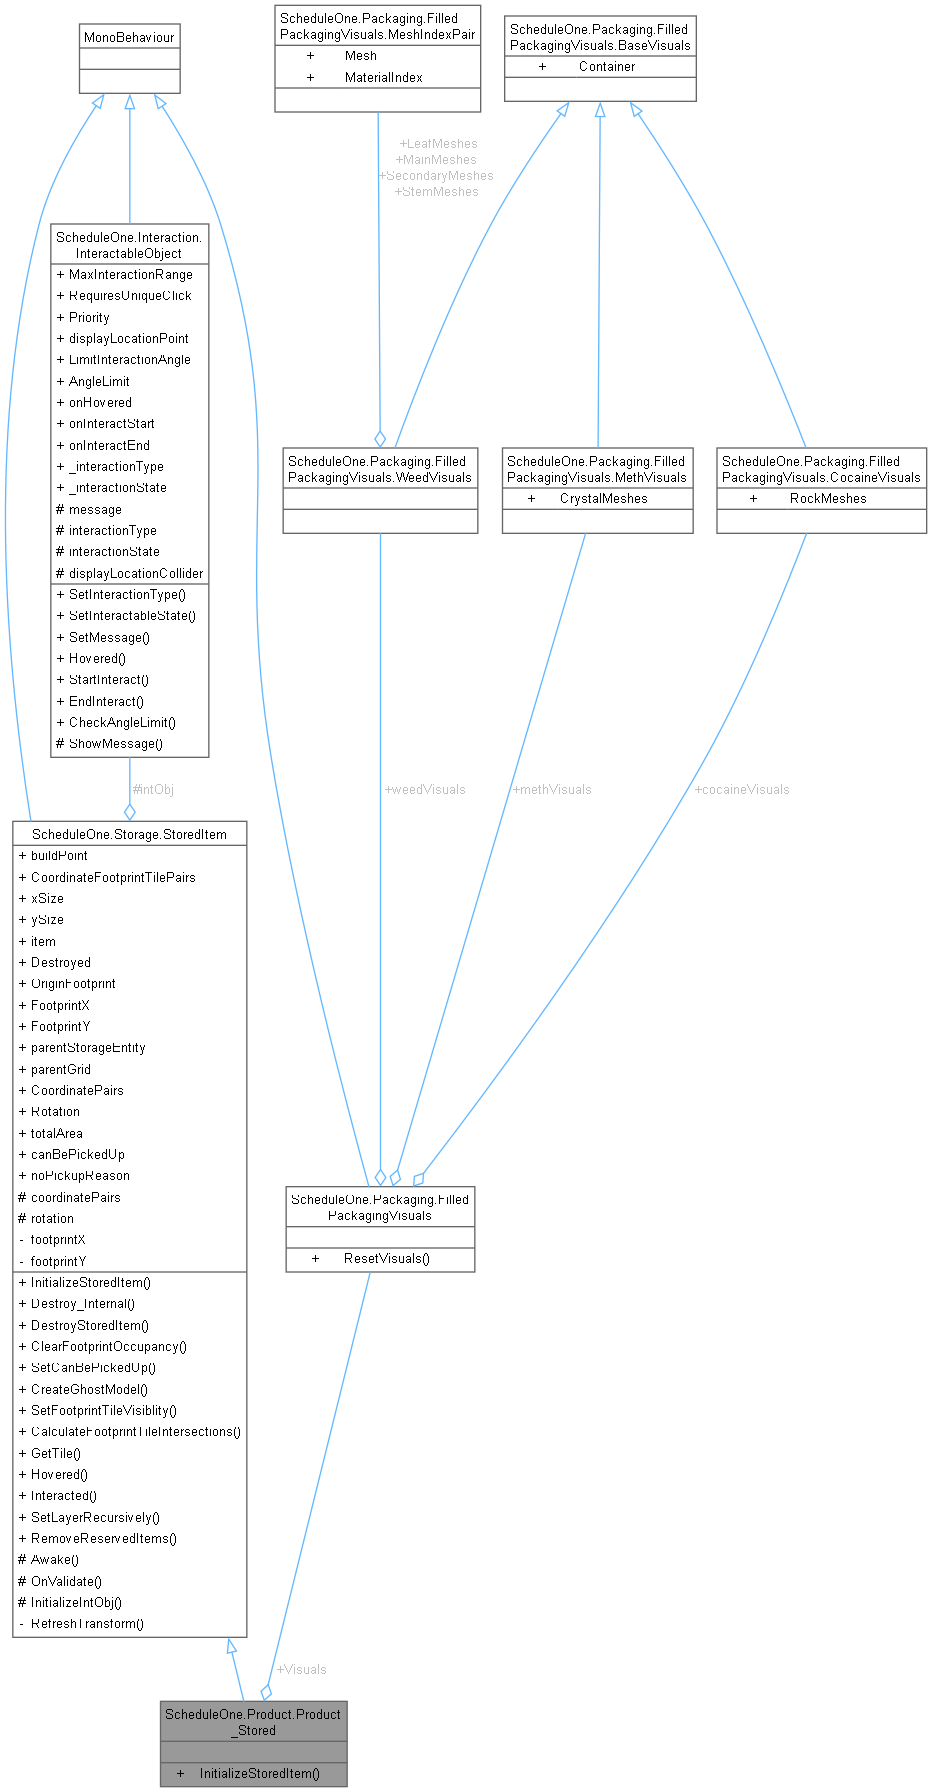 MonoBehaviour
ScheduleOne.Packaging.Filled
PackagingVisuals.MeshIndexPair
+ Mesh
+ MaterialIndex
ScheduleOne.Packaging.Filled
PackagingVisuals.BaseVisuals
+ Container
+LeafMeshes
+MainMeshes
+SecondaryMeshes
+StemMeshes
ScheduleOne.Interaction.
InteractableObject
+ MaxInteractionRange
+ RequiresUniqueClick
+ Priority
+ displayLocationPoint
+ LimitInteractionAngle
+ AngleLimit
+ onHovered
+ onInteractStart
+ onInteractEnd
+ _interactionType
+ _interactionState
# message
# interactionType
# interactionState
# displayLocationCollider
+ SetInteractionType()
+ SetInteractableState()
+ SetMessage()
+ Hovered()
+ StartInteract()
+ EndInteract()
+ CheckAngleLimit()
# ShowMessage()
ScheduleOne.Packaging.Filled
PackagingVisuals.WeedVisuals
ScheduleOne.Packaging.Filled
PackagingVisuals.MethVisuals
+ CrystalMeshes
ScheduleOne.Packaging.Filled
PackagingVisuals.CocaineVisuals
+ RockMeshes
#intObj
+weedVisuals
+methVisuals
+cocaineVisuals
ScheduleOne.Storage.StoredItem
+ buildPoint
+ CoordinateFootprintTilePairs
+ xSize
+ ySize
+ item
+ Destroyed
+ OriginFootprint
+ FootprintX
+ FootprintY
+ parentStorageEntity
+ parentGrid
+ CoordinatePairs
+ Rotation
+ totalArea
+ canBePickedUp
+ noPickupReason
# coordinatePairs
# rotation
- footprintX
- footprintY
+ InitializeStoredItem()
+ Destroy_Internal()
+ DestroyStoredItem()
+ ClearFootprintOccupancy()
+ SetCanBePickedUp()
+ CreateGhostModel()
+ SetFootprintTileVisiblity()
+ CalculateFootprintTileIntersections()
+ GetTile()
+ Hovered()
+ Interacted()
+ SetLayerRecursively()
+ RemoveReservedItems()
# Awake()
# OnValidate()
# InitializeIntObj()
- RefreshTransform()
ScheduleOne.Packaging.Filled
PackagingVisuals
+ ResetVisuals()
+Visuals
ScheduleOne.Product.Product
_Stored
+ InitializeStoredItem()